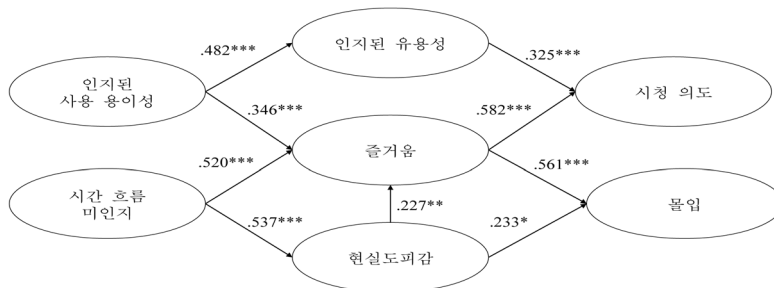 인지된 유용성
.482***
.325***
인지된
사용 용이성
시청 의도
.346***
.582***
즐거움
.520***
.561***
시간 흐름
미인지
몰입
.227**
.537***
.233*
현실도피감